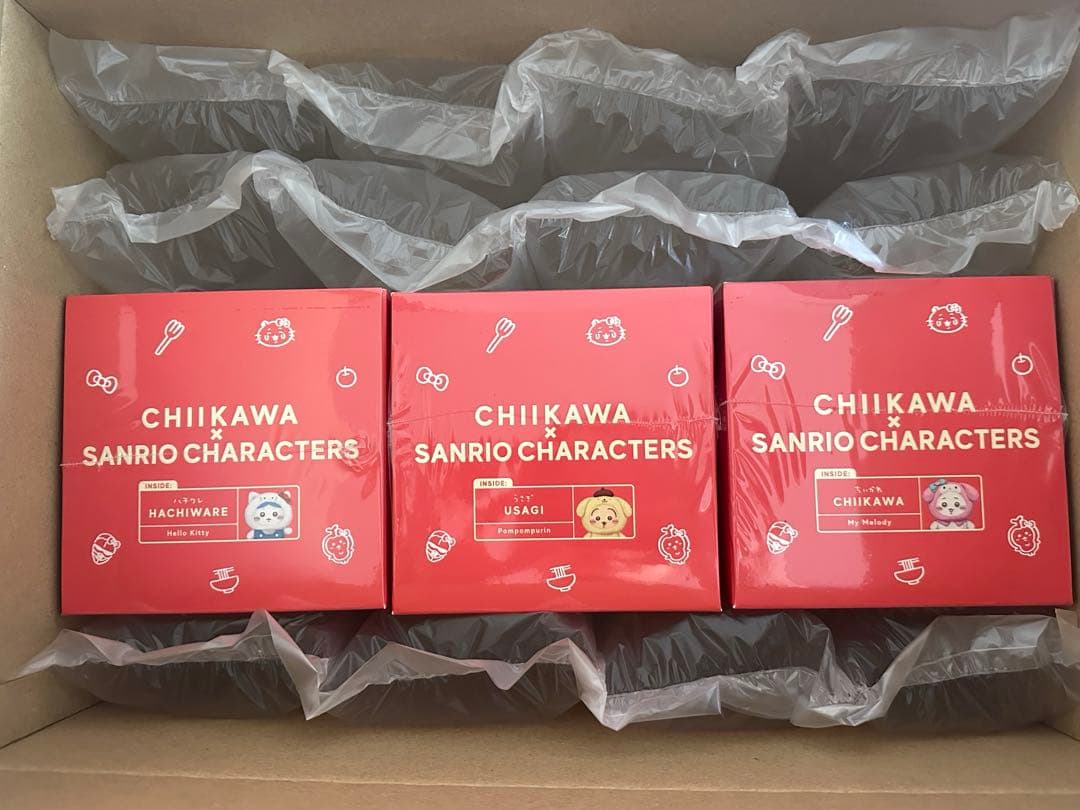 CHIIKAWA
×
SANRIO CHARACTERS
INSIDE:
ハチワレ
HACHIWARE
Hello Kitty
CHIIKAWA
×
SANRIO CHARACTERS
INSIDE:
うさぎ
USAGI
Pompompurin
CHIIKAWA
×
SANRIO CHARACTERS
INSIDE:
ちいかわ
CHIIKAWA
My Melody